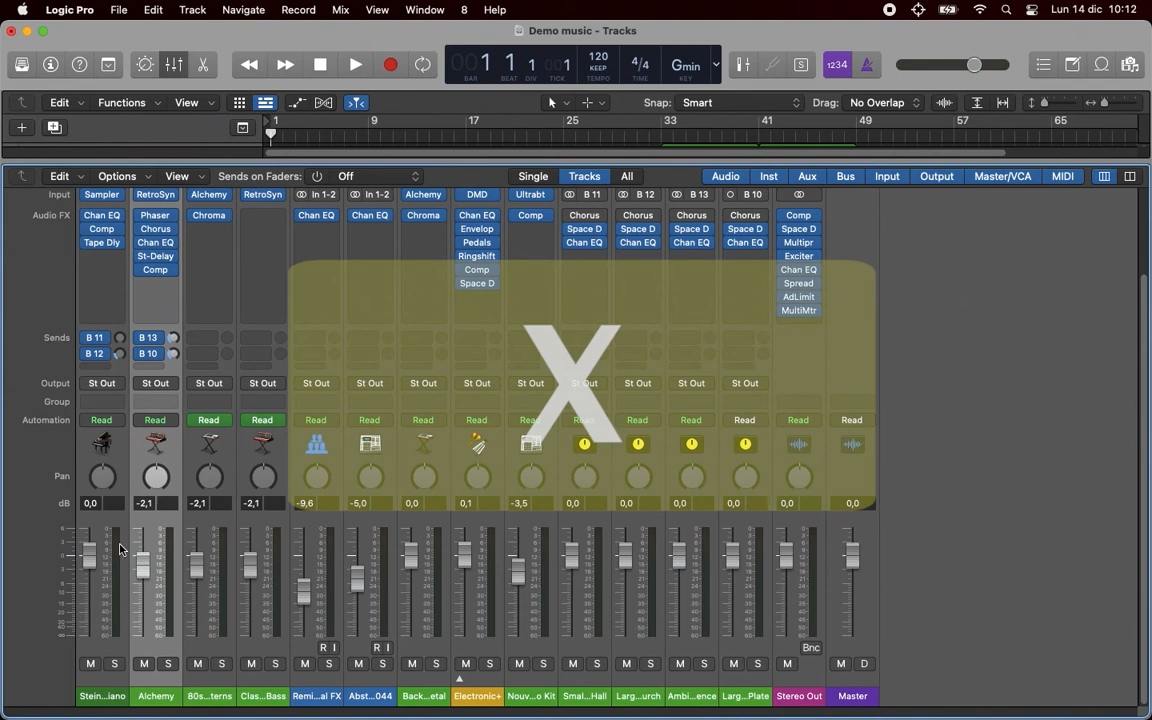 Logic Pro File Edit Track Navigate Record Mix View Window 8 Help Lun 14 dic 10:12
Demo music - Tracks
001 1 1 001 120 KEEP 4/4 Gmin 1234
BAR BEAT DIV TICK TEMPO TIME KEY
Edit Functions View Snap: Smart Drag: No Overlap
1 9 17 25 33 41 49 57 65
Edit Options View Sends on Faders: Off Single Tracks All Audio Inst Aux Bus Input Output Master/VCA MIDI
Input Sampler RetroSyn Alchemy RetroSyn In 1-2 In 1-2 Alchemy DMD Ultrabt B 11 B 12 B 13 B 10
Audio FX Chan EQ Phaser Chroma Chan EQ Chan EQ Chroma Chan EQ Comp Chorus Chorus Chorus Chorus Comp
Comp Chorus Envelop Space D Space D Space D Space D Space D
Tape Dly Chan EQ Pedals Chan EQ Chan EQ Chan EQ Chan EQ Multipr
St-Delay Ringshift Exciter
Comp Comp Chan EQ
Space D Spread
AdLimit
MultiMtr
X
Sends B 11 B 13
B 12 B 10
Output St Out St Out St Out St Out St Out St Out St Out St Out St Out St Out St Out St Out St Out
Group
Automation Read Read Read Read Read Read Read Read Read Read Read Read Read Read Read
Pan
dB 0,0 -2,1 -2,1 -2,1 -9,6 -5,0 0,0 0,1 -3,5 0,0 0,0 0,0 0,0 0,0 0,0
R I R I Bnc
M S M S M S M S M S M S M S M S M S M S M S M S M S M M D
Stein...iano Alchemy 80s...terns Clas...Bass Remi...al FX Abst...044 Back...etal Electronic+ Nouv...o Kit Smal...Hall Larg...urch Ambi...ence Larg...Plate Stereo Out Master